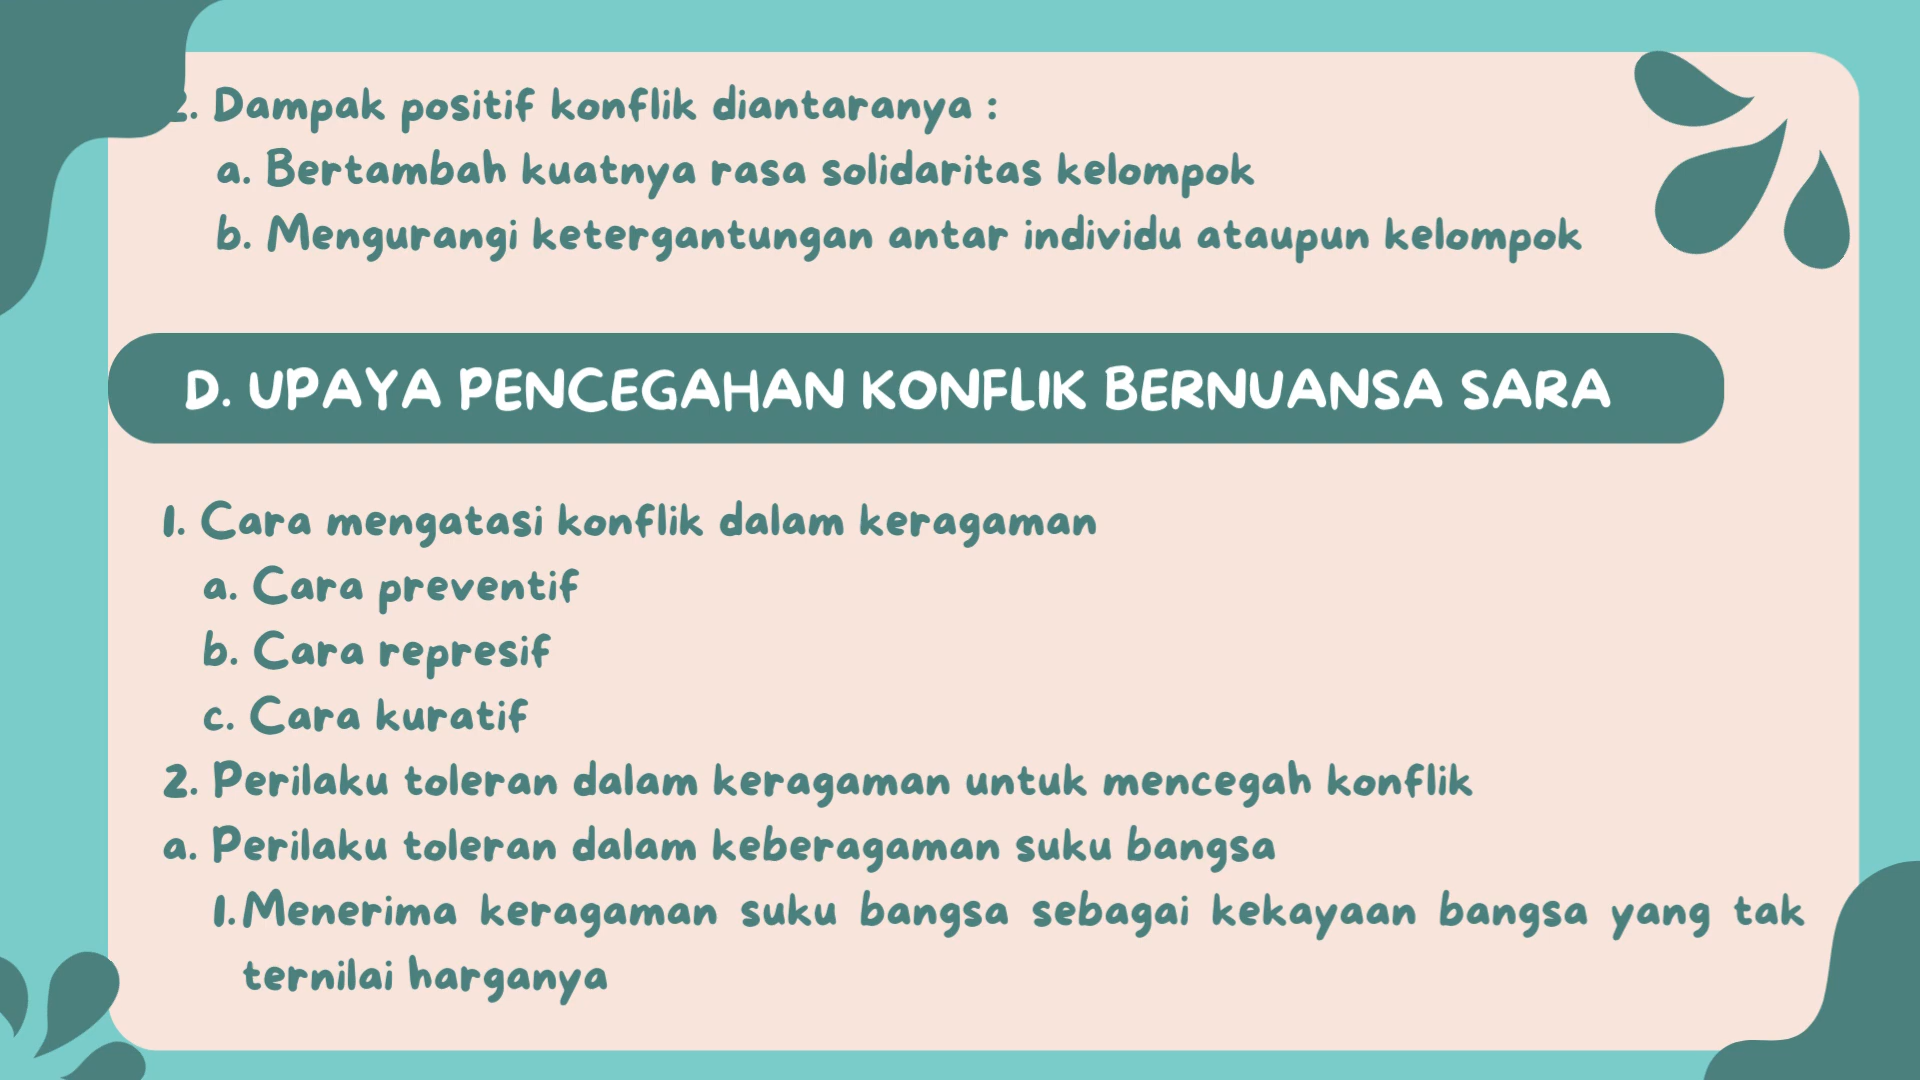 2. Dampak positif konflik diantaranya :
a. Bertambah kuatnya rasa solidaritas kelompok
b. Mengurangi ketergantungan antar individu ataupun kelompok
D. UPAYA PENCEGAHAN KONFLIK BERNUANSA SARA
1. Cara mengatasi konflik dalam keragaman
a. Cara preventif
b. Cara represif
c. Cara kuratif
2. Perilaku toleran dalam keragaman untuk mencegah konflik
a. Perilaku toleran dalam keberagaman suku bangsa
1. Menerima keragaman suku bangsa sebagai kekayaan bangsa yang tak
ternilai harganya